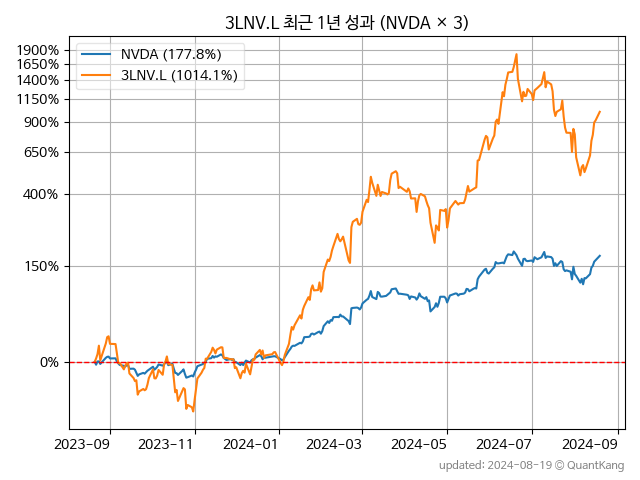 3LNV.L 최근 1년 성과 (NVDA × 3)
NVDA (177.8%)
3LNV.L (1014.1%)
1900%
1650%
1400%
1150%
900%
650%
400%
150%
0%
2023-09 2023-11 2024-01 2024-03 2024-05 2024-07 2024-09
updated: 2024-08-19 © QuantKang